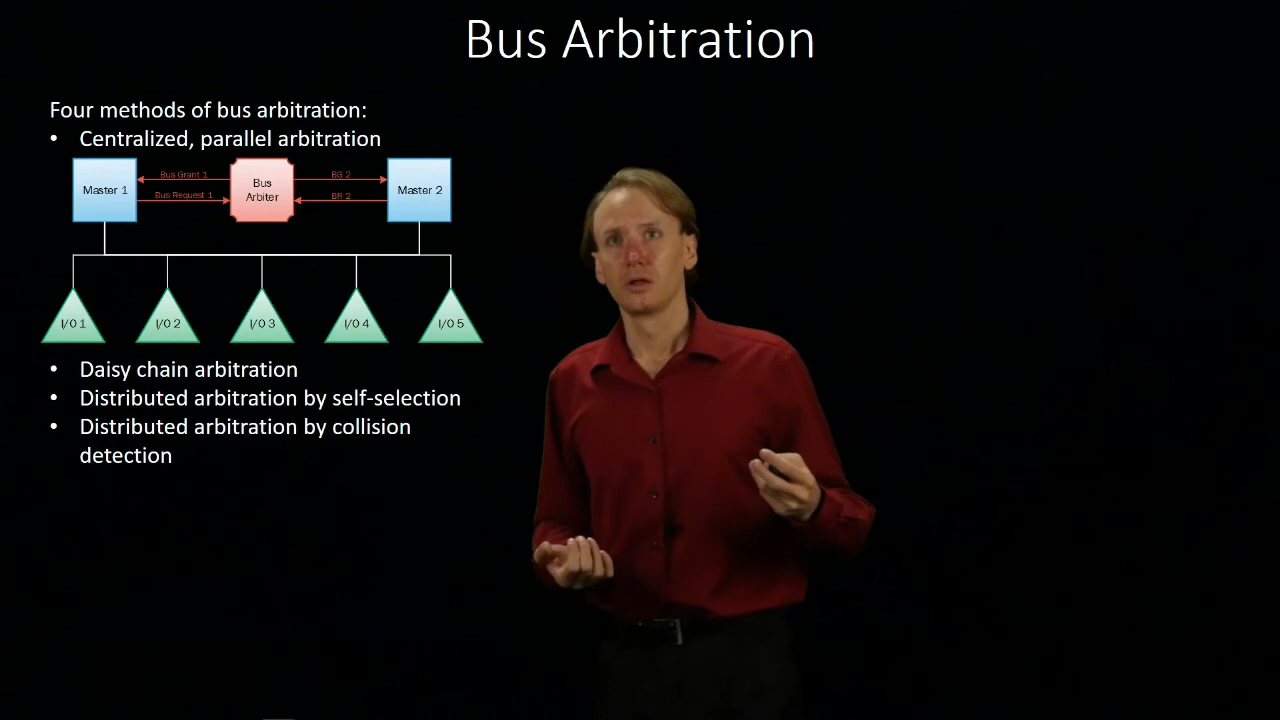 Bus Arbitration
Four methods of bus arbitration:
• Centralized, parallel arbitration
Master 1
Bus Grant 1
Bus Request 1
Bus
Arbiter
BG 2
BR 2
Master 2
I/O 1
I/O 2
I/O 3
I/O 4
I/O 5
• Daisy chain arbitration
• Distributed arbitration by self-selection
• Distributed arbitration by collision
detection